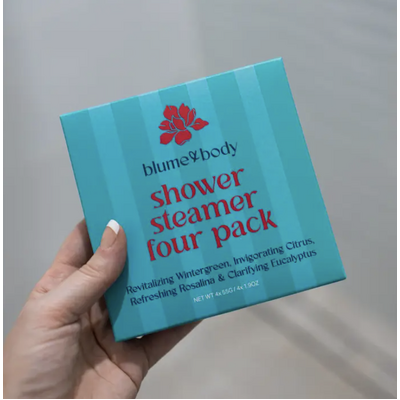 blume & body
shower
steamer
four pack
Revitalizing Wintergreen, Invigorating Citrus,
Refreshing Rosalina & Clarifying Eucalyptus
NET WT 4x55G / 4x1.9OZ